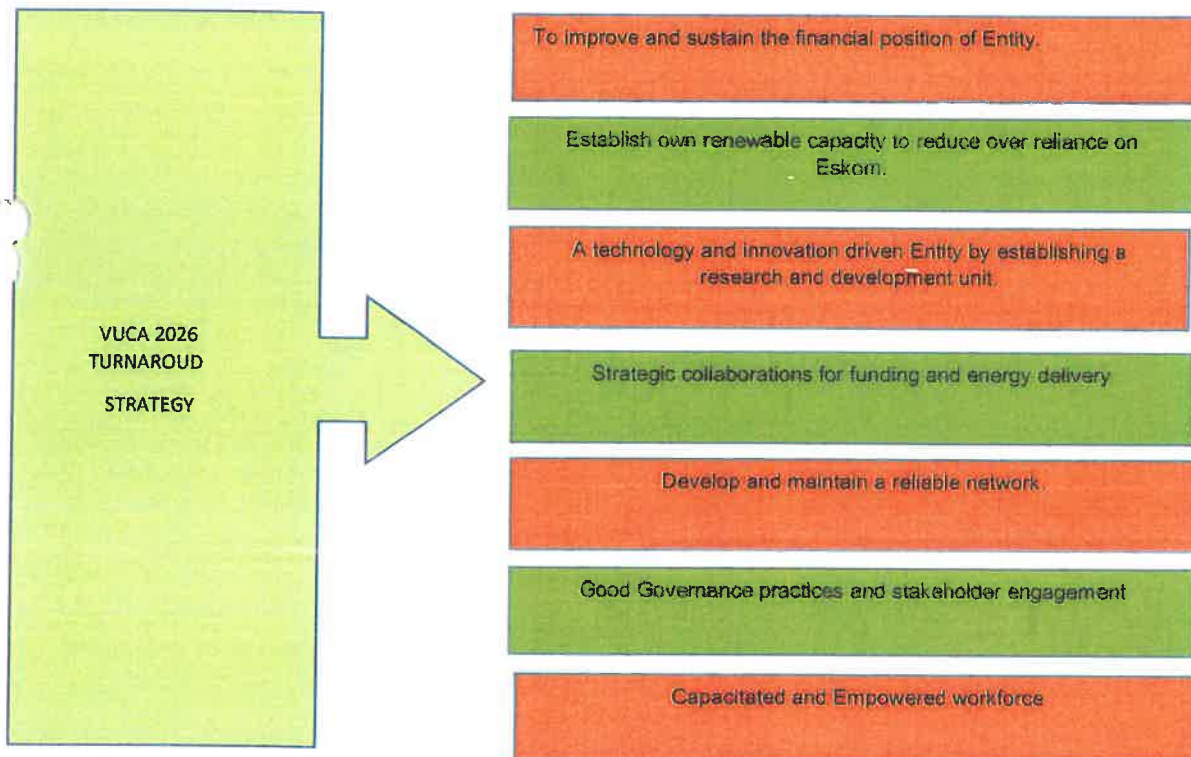 VUCA 2026
TURNAROUD
STRATEGY
To improve and sustain the financial position of Entity.
Establish own renewable capacity to reduce over reliance on
Eskom.
A technology and innovation driven Entity by establishing a
research and development unit.
Strategic collaborations for funding and energy delivery
Develop and maintain a reliable network.
Good Governance practices and stakeholder engagement
Capacitated and Empowered workforce